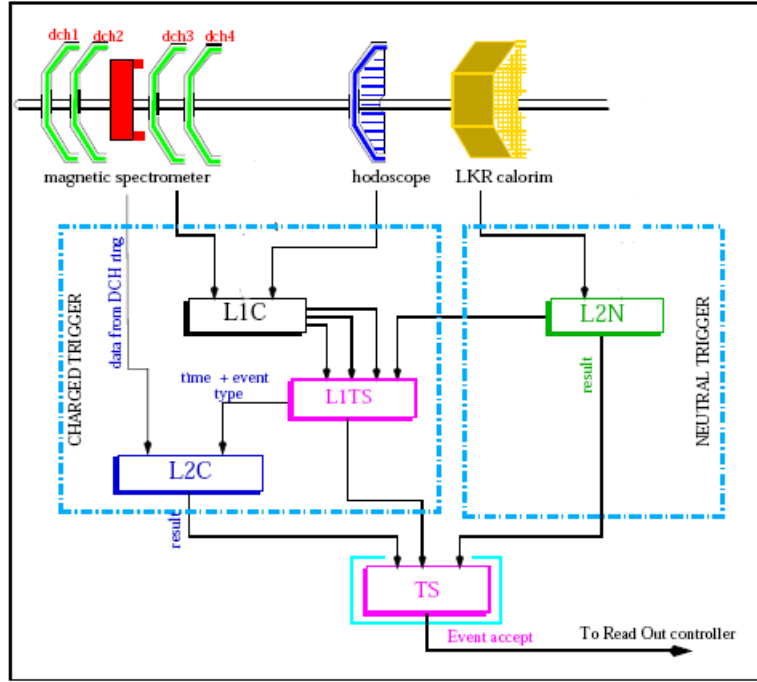 dch1 dch2 dch3 dch4
magnetic spectrometer hodoscope LKR calorim
CHARGED TRIGGER
data from DCH ring
L1C
L2N
NEUTRAL TRIGGER
result
time + event
type
L1TS
L2C
result
TS
Event accept
To Read Out controller